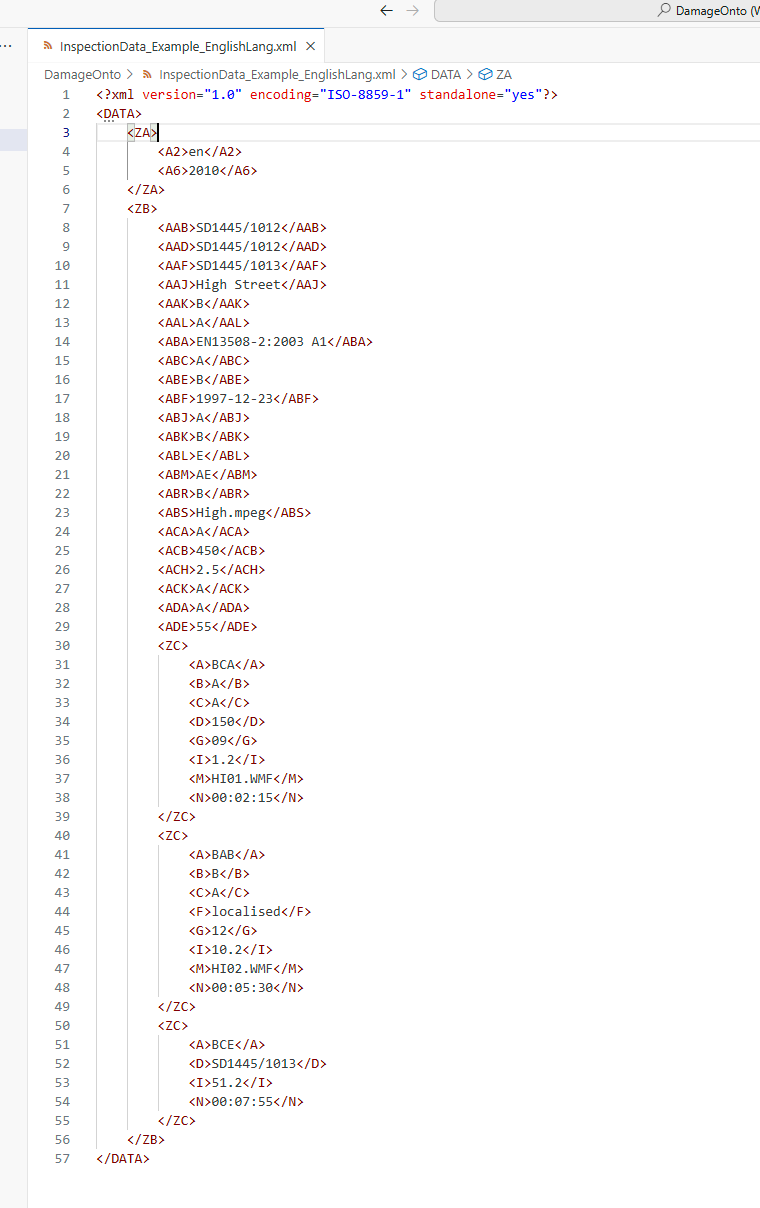 DamageOnto (W
InspectionData_Example_EnglishLang.xml
DamageOnto > InspectionData_Example_EnglishLang.xml > DATA > ZA
1 <?xml version="1.0" encoding="ISO-8859-1" standalone="yes"?>
2 <DATA>
3 <ZA>
4 <A2>en</A2>
5 <A6>2010</A6>
6 </ZA>
7 <ZB>
8 <AAB>SD1445/1012</AAB>
9 <AAD>SD1445/1012</AAD>
10 <AAF>SD1445/1013</AAF>
11 <AAJ>High Street</AAJ>
12 <AAK>B</AAK>
13 <AAL>A</AAL>
14 <ABA>EN13508-2:2003 A1</ABA>
15 <ABC>A</ABC>
16 <ABE>B</ABE>
17 <ABF>1997-12-23</ABF>
18 <ABJ>A</ABJ>
19 <ABK>B</ABK>
20 <ABL>E</ABL>
21 <ABM>AE</ABM>
22 <ABR>B</ABR>
23 <ABS>High.mpeg</ABS>
24 <ACA>A</ACA>
25 <ACB>450</ACB>
26 <ACH>2.5</ACH>
27 <ACK>A</ACK>
28 <ADA>A</ADA>
29 <ADE>55</ADE>
30 <ZC>
31 <A>BCA</A>
32 <B>A</B>
33 <C>A</C>
34 <D>150</D>
35 <G>09</G>
36 <I>1.2</I>
37 <M>HI01.WMF</M>
38 <N>00:02:15</N>
39 </ZC>
40 <ZC>
41 <A>BAB</A>
42 <B>B</B>
43 <C>A</C>
44 <F>localised</F>
45 <G>12</G>
46 <I>10.2</I>
47 <M>HI02.WMF</M>
48 <N>00:05:30</N>
49 </ZC>
50 <ZC>
51 <A>BCE</A>
52 <D>SD1445/1013</D>
53 <I>51.2</I>
54 <N>00:07:55</N>
55 </ZC>
56 </ZB>
57 </DATA>